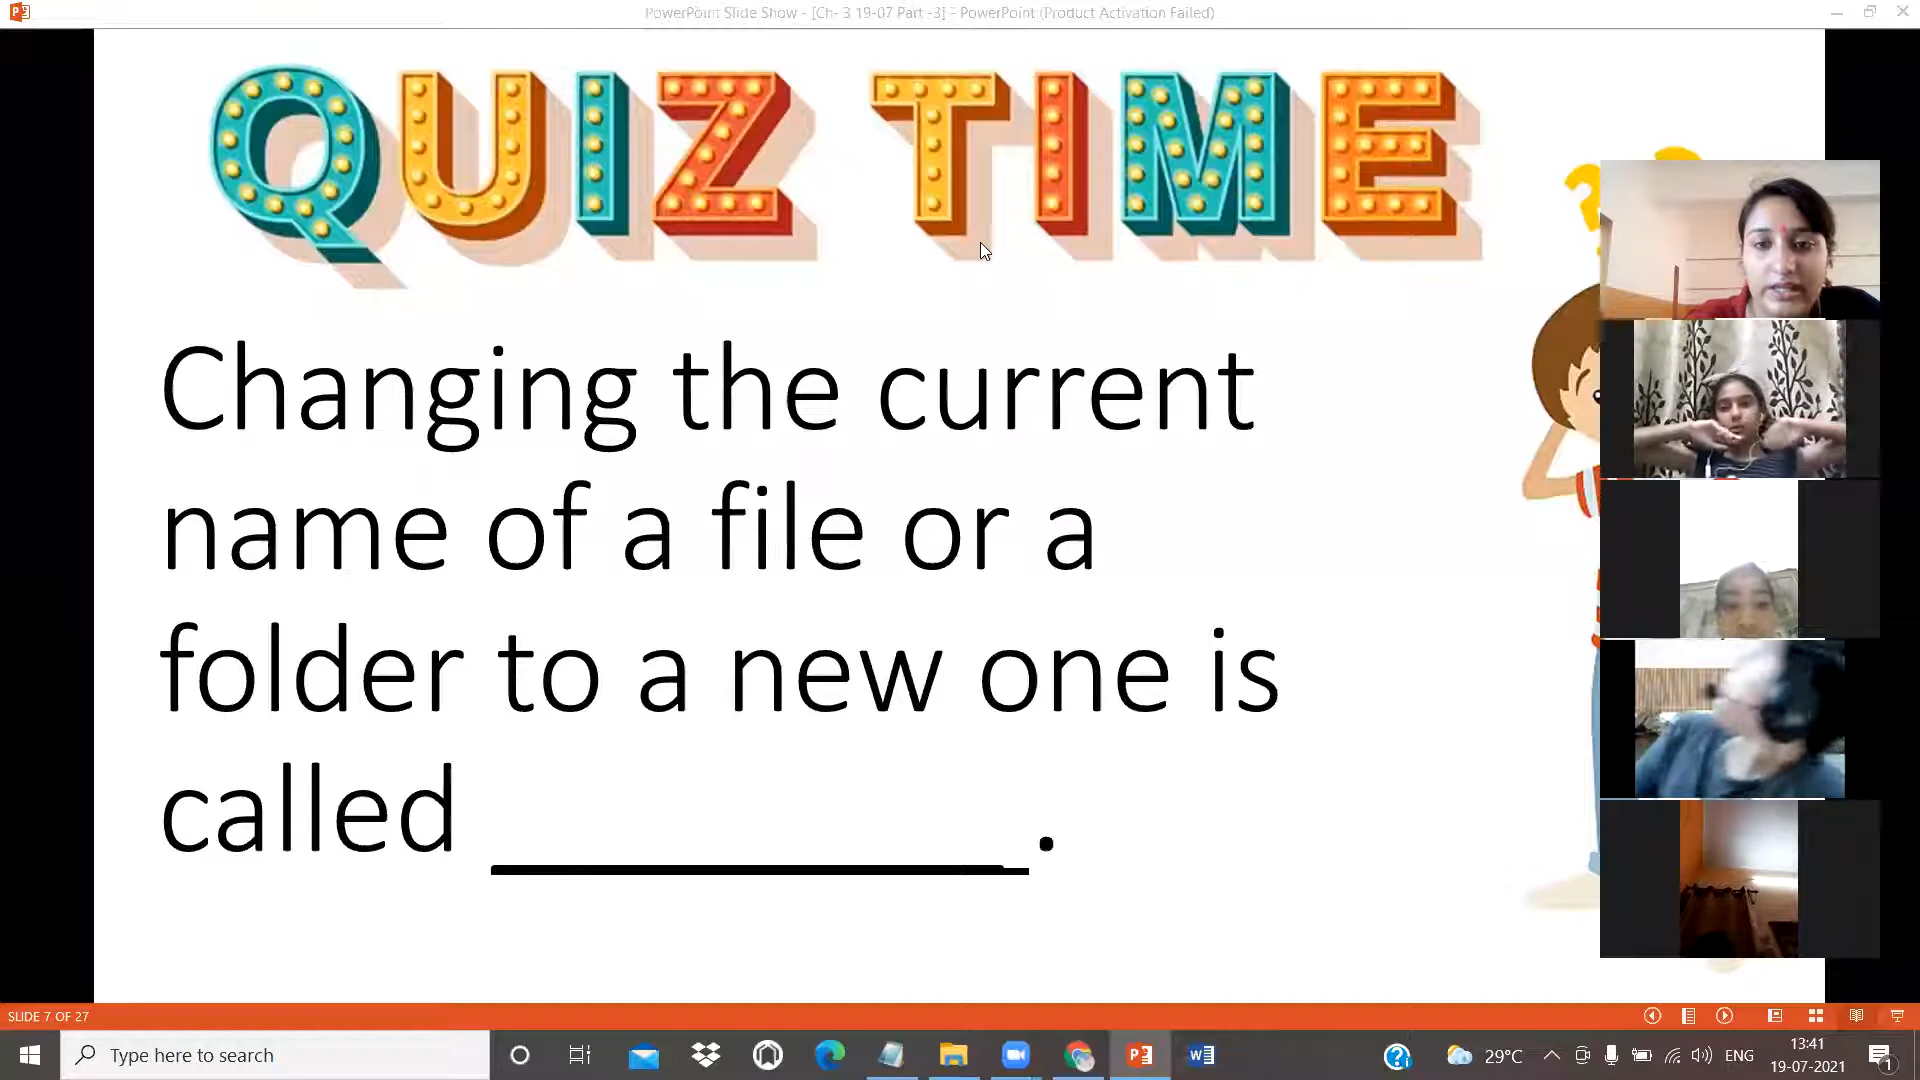 PowerPoint Slide Show - [Ch- 3 19-07 Part -3] - PowerPoint (Product Activation Failed)
QUIZ TIME
Changing the current
name of a file or a
folder to a new one is
called ____________.
SLIDE 7 OF 27
Type here to search
29°C
ENG
13:41
19-07-2021
1